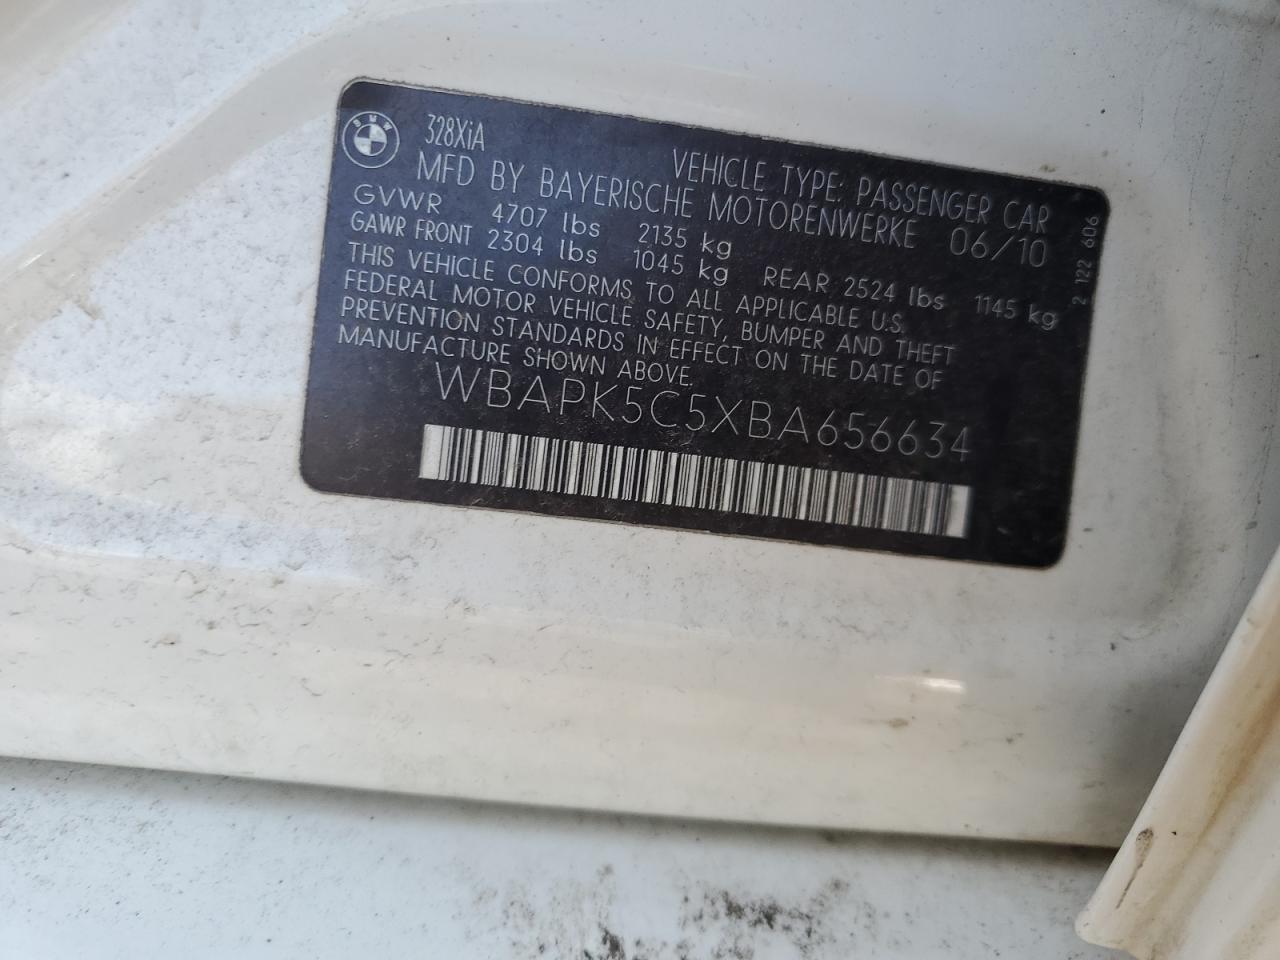 BMW
328XiA
VEHICLE TYPE: PASSENGER CAR
MFD BY BAYERISCHE MOTORENWERKE 06/10
GVWR 4707 lbs 2135 kg
GAWR FRONT 2304 lbs 1045 kg REAR 2524 lbs 1145 kg
THIS VEHICLE CONFORMS TO ALL APPLICABLE U.S.
FEDERAL MOTOR VEHICLE SAFETY, BUMPER AND THEFT
PREVENTION STANDARDS IN EFFECT ON THE DATE OF
MANUFACTURE SHOWN ABOVE.
WBAPK5C5XBA656634
2 122 606